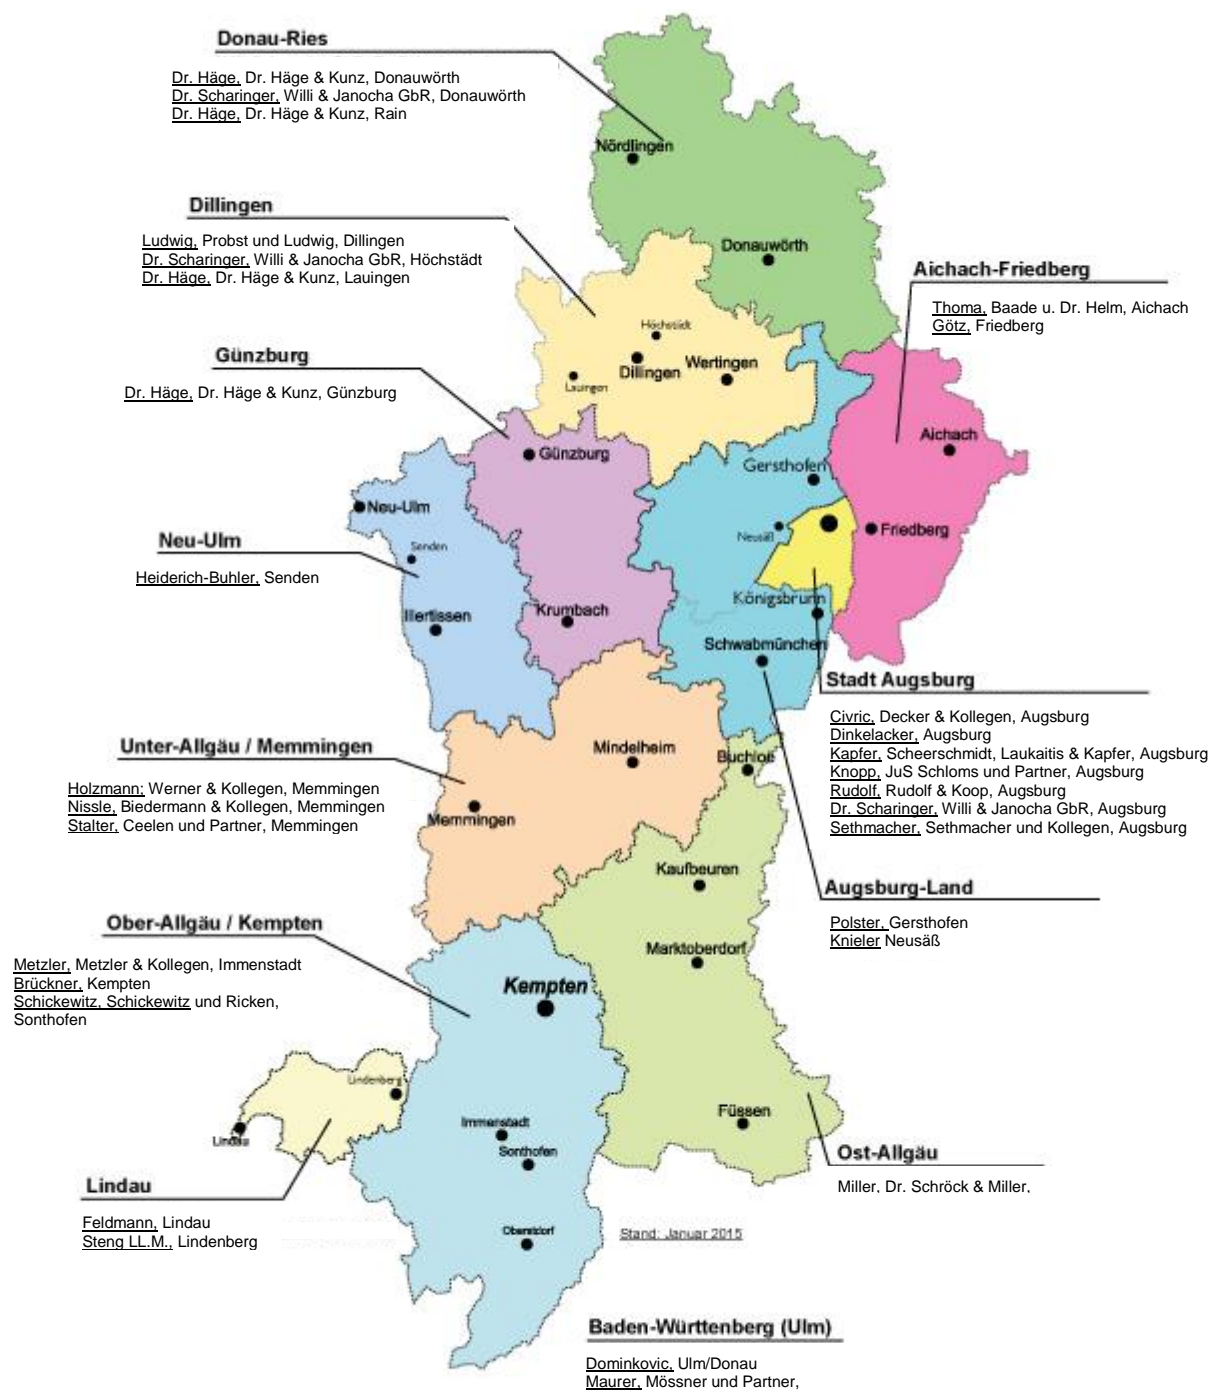 Donau-Ries
Dr. Häge, Dr. Häge & Kunz, Donauwörth
Dr. Scharinger, Willi & Janocha GbR, Donauwörth
Dr. Häge, Dr. Häge & Kunz, Rain
Nördlingen
Donauwörth
Dillingen
Ludwig, Probst und Ludwig, Dillingen
Dr. Scharinger, Willi & Janocha GbR, Höchstädt
Dr. Häge, Dr. Häge & Kunz, Lauingen
Aichach-Friedberg
Thoma, Baade u. Dr. Helm, Aichach
Götz, Friedberg
Höchstädt
Dillingen
Wertingen
Lauingen
Günzburg
Dr. Häge, Dr. Häge & Kunz, Günzburg
Aichach
Günzburg
Gersthofen
Neu-Ulm
Neusäß
Friedberg
Neu-Ulm
Heiderich-Buhler, Senden
Senden
Illertissen
Krumbach
Königsbrunn
Schwabmünchen
Stadt Augsburg
Civric, Decker & Kollegen, Augsburg
Dinkelacker, Augsburg
Kapfer, Scheerschmidt, Laukaitis & Kapfer, Augsburg
Knopp, JuS Schloms und Partner, Augsburg
Rudolf, Rudolf & Koop, Augsburg
Dr. Scharinger, Willi & Janocha GbR, Augsburg
Sethmacher, Sethmacher und Kollegen, Augsburg
Unter-Allgäu / Memmingen
Holzmann; Werner & Kollegen, Memmingen
Nissle, Biedermann & Kollegen, Memmingen
Stalter, Ceelen und Partner, Memmingen
Mindelheim
Buchloe
Memmingen
Kaufbeuren
Augsburg-Land
Polster, Gersthofen
Knieler Neusäß
Ober-Allgäu / Kempten
Metzler, Metzler & Kollegen, Immenstadt
Brückner, Kempten
Schickewitz, Schickewitz und Ricken,
Sonthofen
Marktoberdorf
Kempten
Lindenberg
Lindau
Immenstadt
Sonthofen
Füssen
Ost-Allgäu
Miller, Dr. Schröck & Miller,
Lindau
Feldmann, Lindau
Steng LL.M., Lindenberg
Oberstdorf
Stand: Januar 2015
Baden-Württenberg (Ulm)
Dominkovic, Ulm/Donau
Maurer, Mössner und Partner,